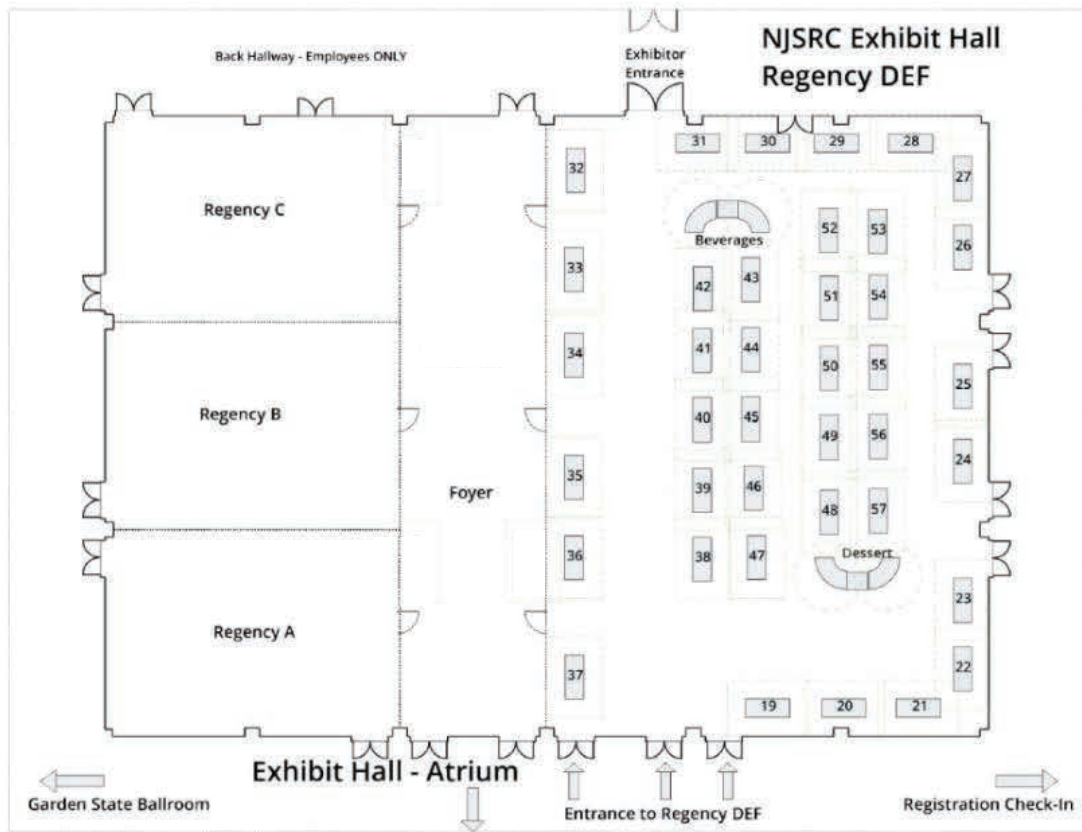 NJSRC Exhibit Hall
Regency DEF
Back Hallway - Employees ONLY
Exhibitor
Entrance
31
30
29
28
32
27
Regency C
52
53
26
Beverages
33
42
43
51
54
34
41
44
50
55
25
Regency B
40
45
49
56
24
35
39
46
Foyer
48
57
36
38
47
Dessert
23
Regency A
22
37
19
20
21
Exhibit Hall - Atrium
Garden State Ballroom
Entrance to Regency DEF
Registration Check-In